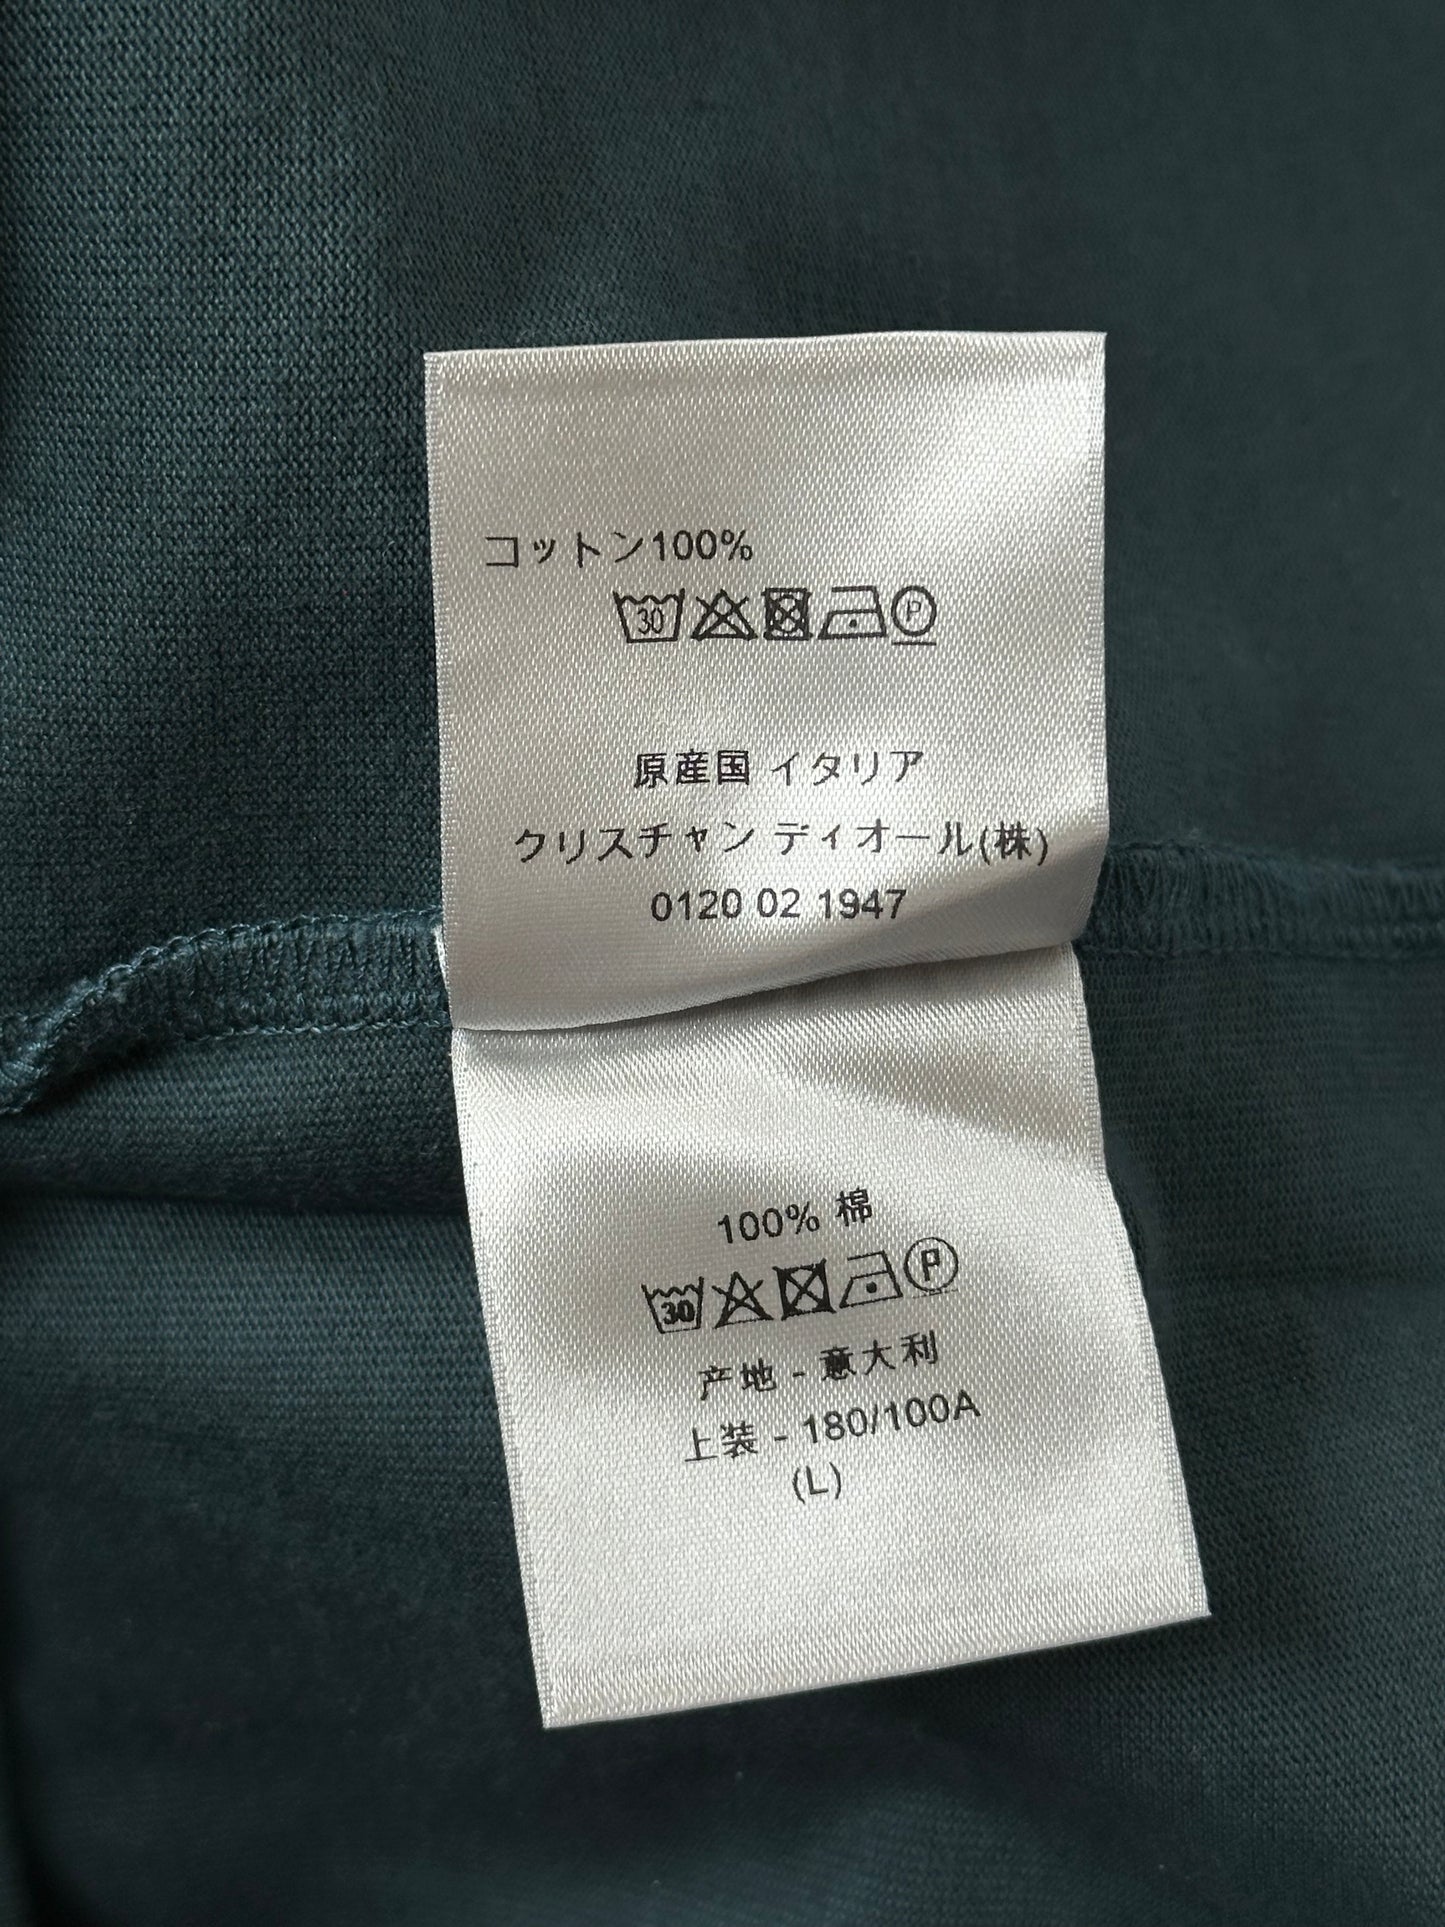 コットン100%
30 P
原産国 イタリア
クリスチャン ディオール(株)
0120 02 1947
100% 棉
30 P
产地 - 意大利
上装 - 180/100A
(L)